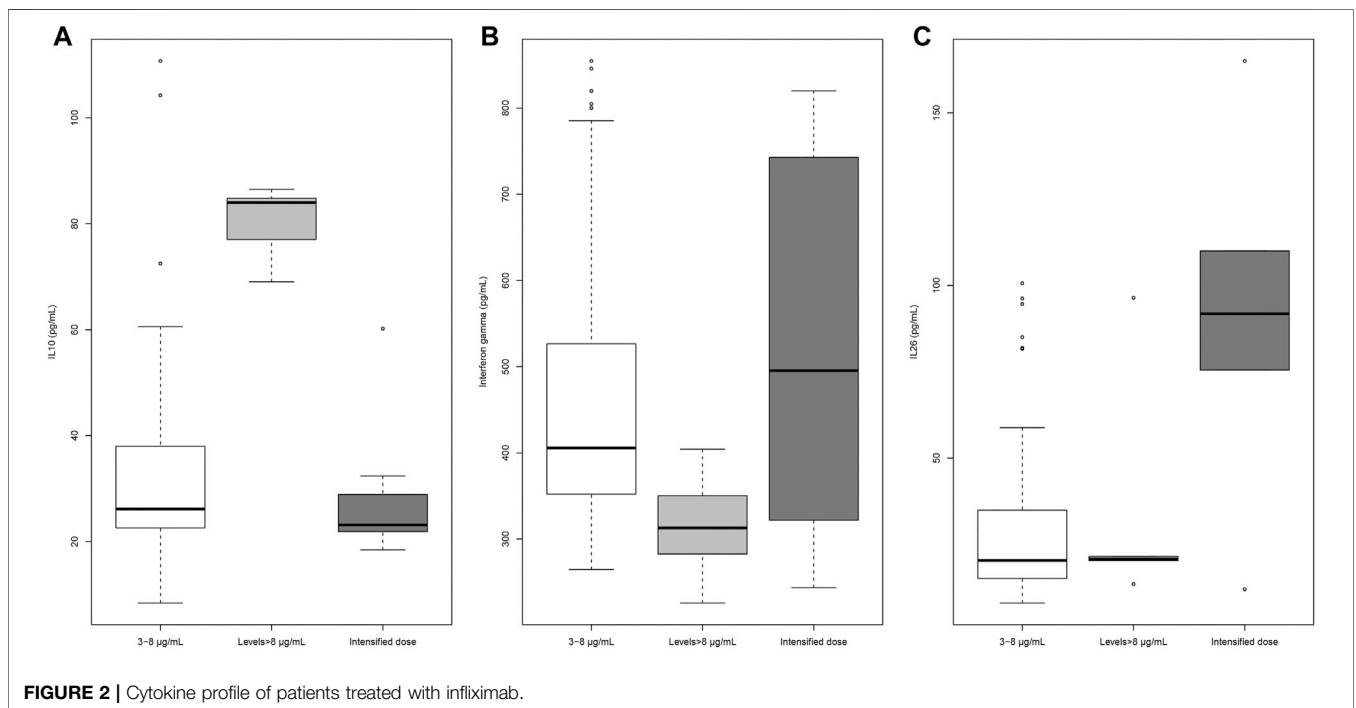 A
IL10 (pg/mL)
100
80
60
40
20
3−8 µg/mL
Levels>8 µg/mL
Intensified dose
B
Interferon gamma (pg/mL)
800
700
600
500
400
300
3−8 µg/mL
Levels>8 µg/mL
Intensified dose
C
IL26 (pg/mL)
150
100
50
3−8 µg/mL
Levels>8 µg/mL
Intensified dose
FIGURE 2 | Cytokine profile of patients treated with infliximab.